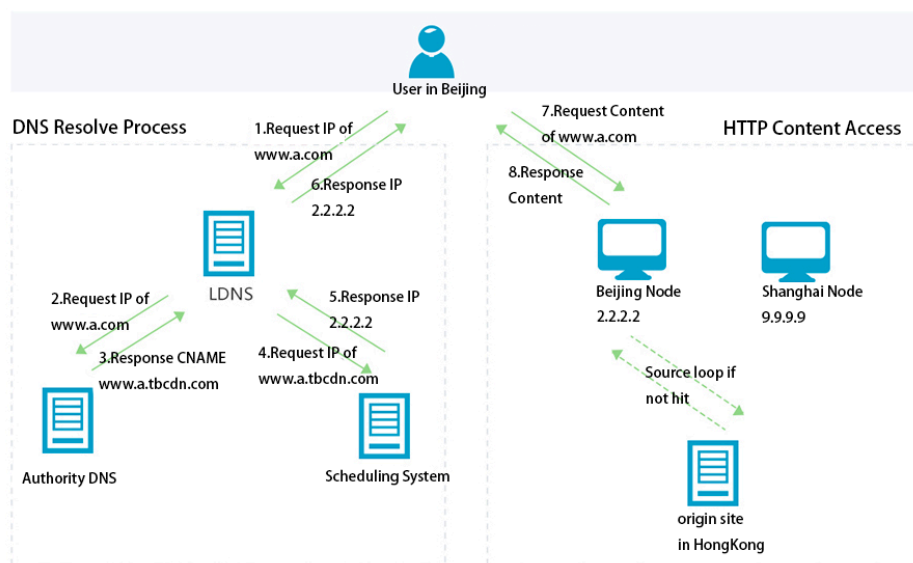 User in Beijing
DNS Resolve Process
HTTP Content Access
1.Request IP of
www.a.com
6.Response IP
2.2.2.2
LDNS
2.Request IP of
www.a.com
3.Response CNAME
www.a.tbcdn.com
5.Response IP
2.2.2.2
4.Request IP of
www.a.tbcdn.com
Authority DNS
Scheduling System
7.Request Content
of www.a.com
8.Response
Content
Beijing Node
2.2.2.2
Shanghai Node
9.9.9.9
Source loop if
not hit
origin site
in HongKong